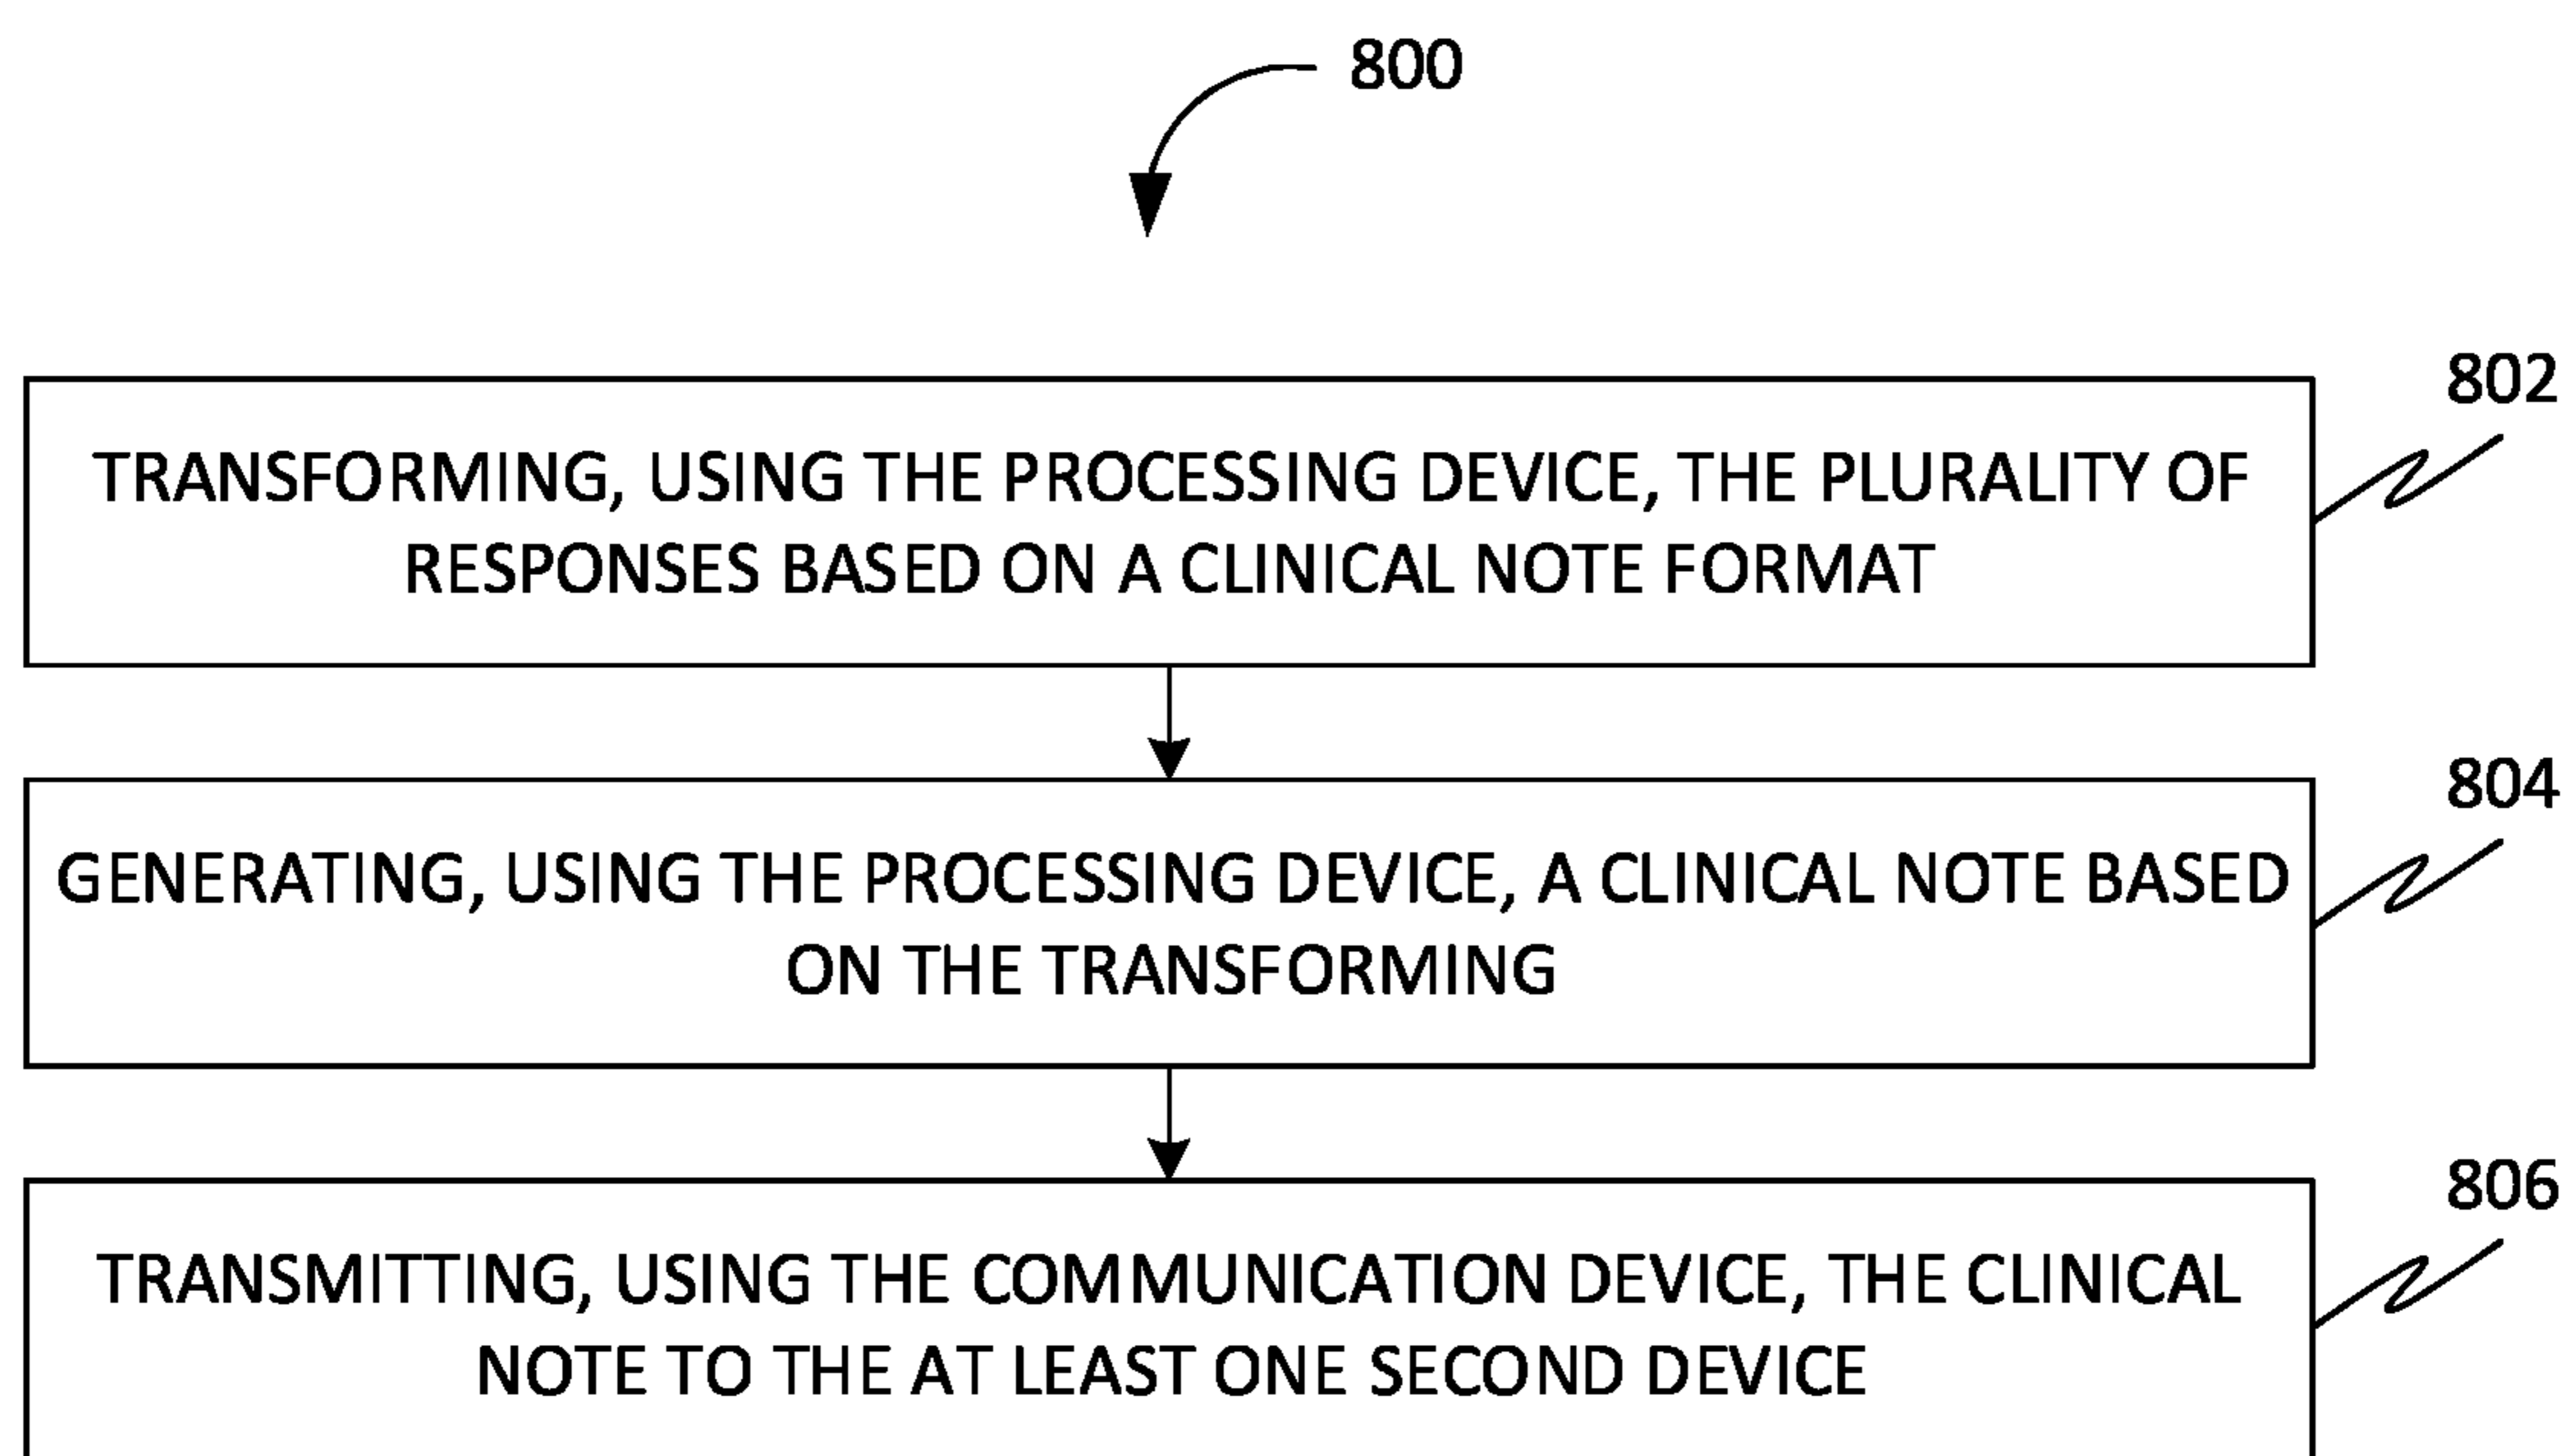 800
802
TRANSFORMING, USING THE PROCESSING DEVICE, THE PLURALITY OF
RESPONSES BASED ON A CLINICAL NOTE FORMAT
804
GENERATING, USING THE PROCESSING DEVICE, A CLINICAL NOTE BASED
ON THE TRANSFORMING
806
TRANSMITTING, USING THE COMMUNICATION DEVICE, THE CLINICAL
NOTE TO THE AT LEAST ONE SECOND DEVICE